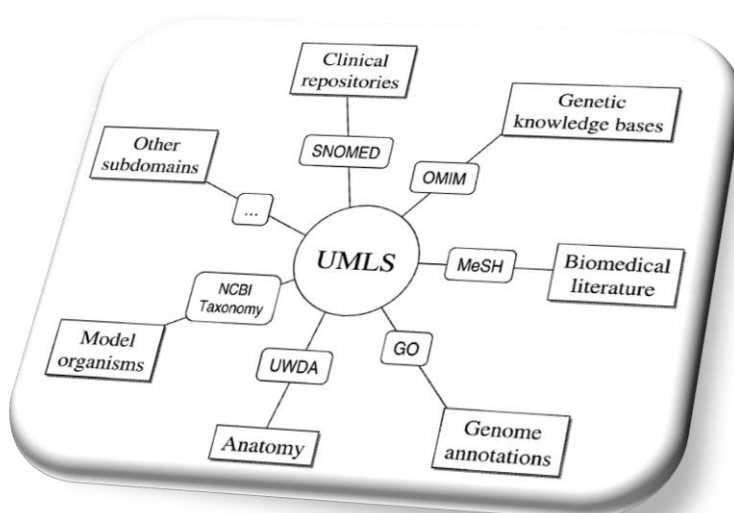 Clinical
repositories
Genetic
knowledge bases
Other
subdomains
SNOMED
OMIM
...
UMLS
MeSH
Biomedical
literature
NCBI
Taxonomy
Model
organisms
UWDA
GO
Anatomy
Genome
annotations